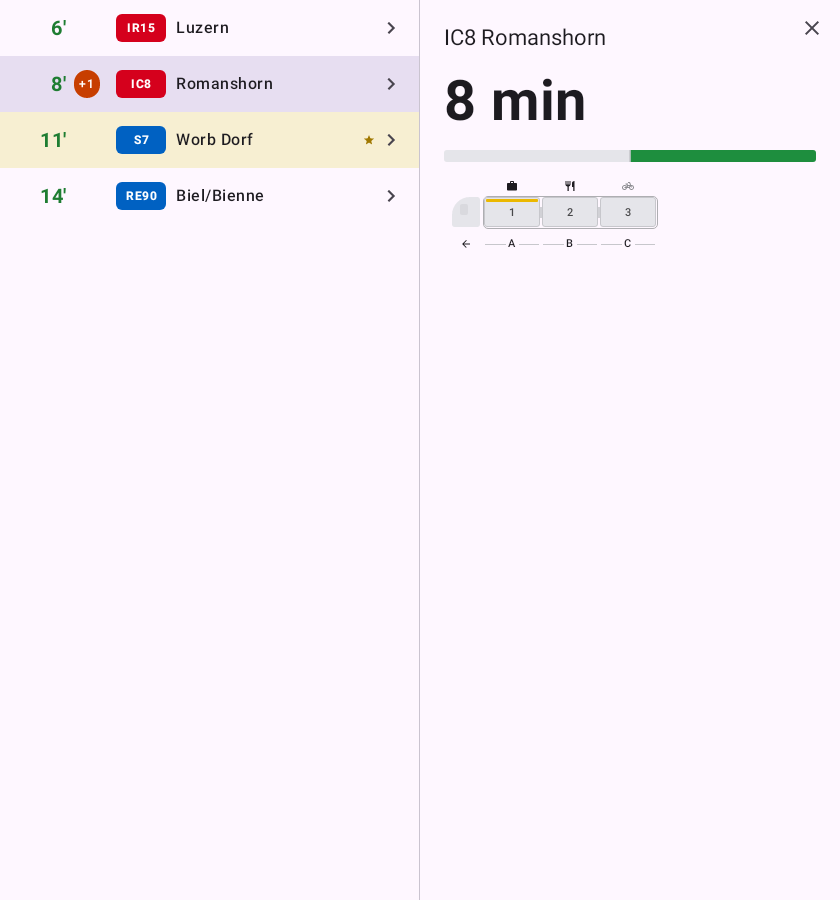 6' IR15 Luzern
8' +1 IC8 Romanshorn
11' S7 Worb Dorf
14' RE90 Biel/Bienne
IC8 Romanshorn
8 min
1 2 3
A B C